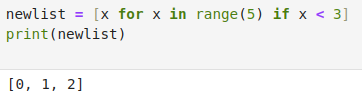 newlist = [x for x in range(5) if x < 3]
print(newlist)
[0, 1, 2]